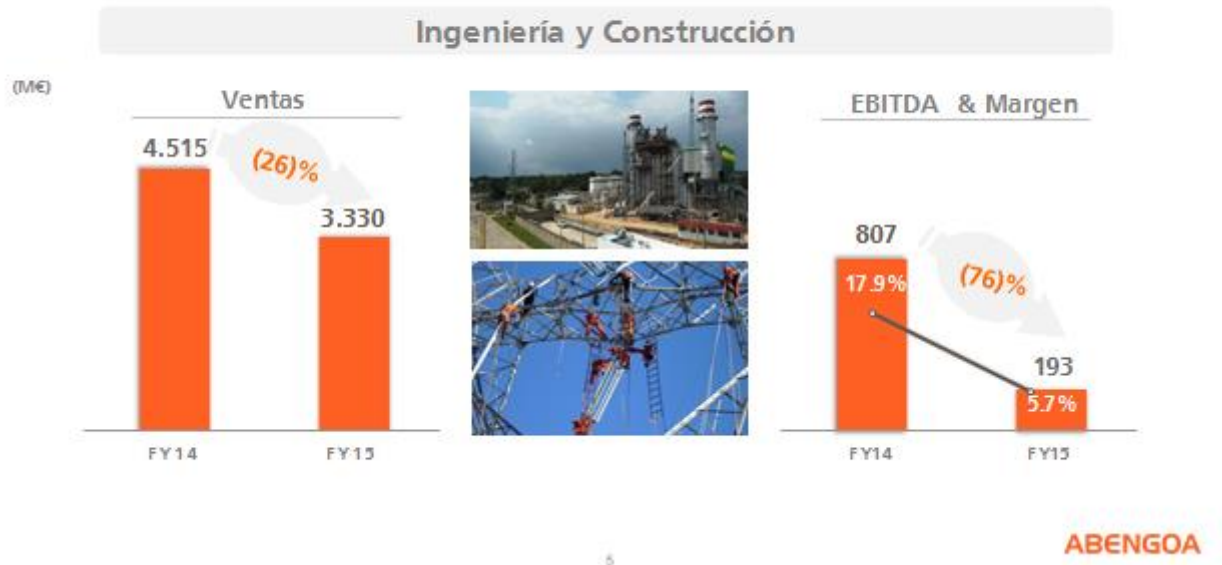 Ingeniería y Construcción
(M€)
Ventas
4.515
(26)%
3.330
FY14
FY15
EBITDA & Margen
807
17.9%
(76)%
193
5.7%
FY14
FY15
5
ABENGOA